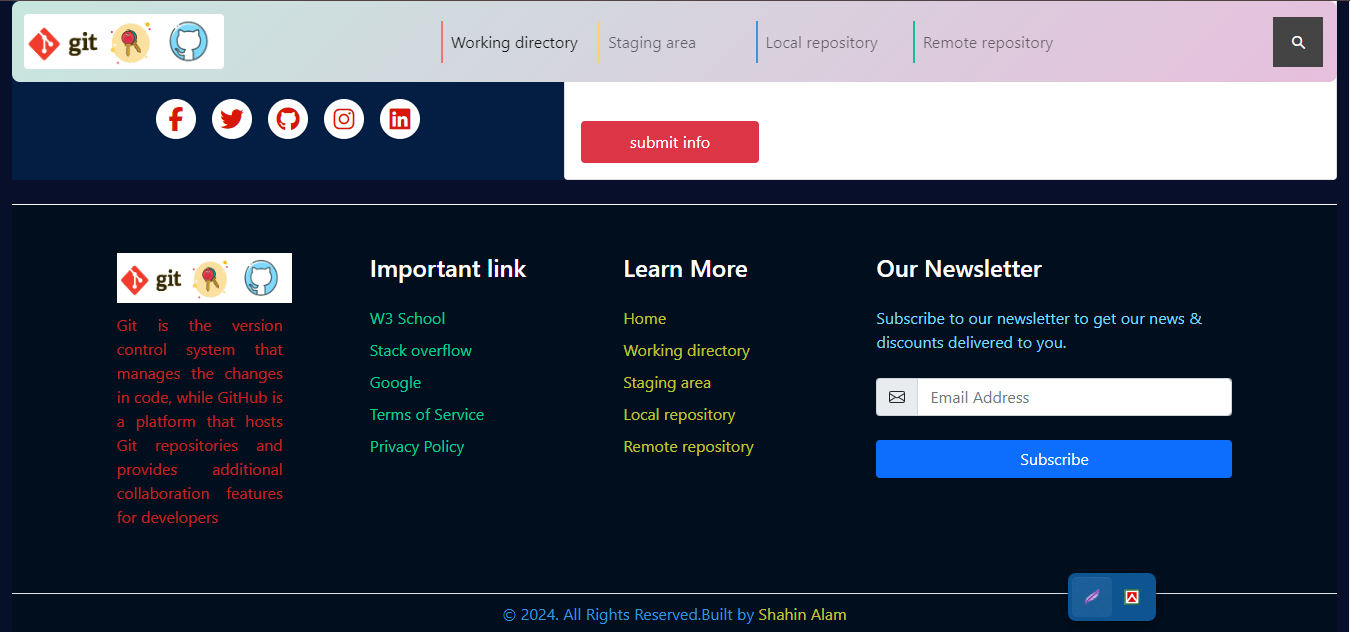 git
Working directory
Staging area
Local repository
Remote repository
submit info
git
Git is the version
control system that
manages the changes
in code, while GitHub is
a platform that hosts
Git repositories and
provides additional
collaboration features
for developers
Important link
W3 School
Stack overflow
Google
Terms of Service
Privacy Policy
Learn More
Home
Working directory
Staging area
Local repository
Remote repository
Our Newsletter
Subscribe to our newsletter to get our news &
discounts delivered to you.
Email Address
Subscribe
© 2024. All Rights Reserved.Built by Shahin Alam